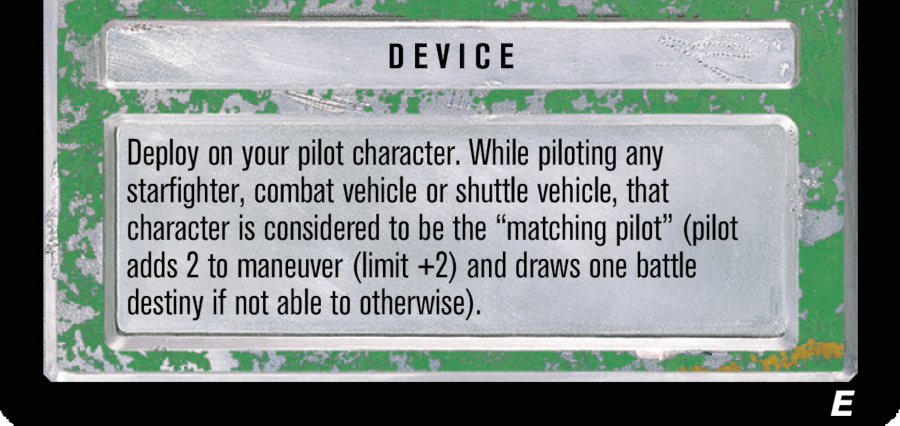 DEVICE
Deploy on your pilot character. While piloting any
starfighter, combat vehicle or shuttle vehicle, that
character is considered to be the “matching pilot” (pilot
adds 2 to maneuver (limit +2) and draws one battle
destiny if not able to otherwise).
E